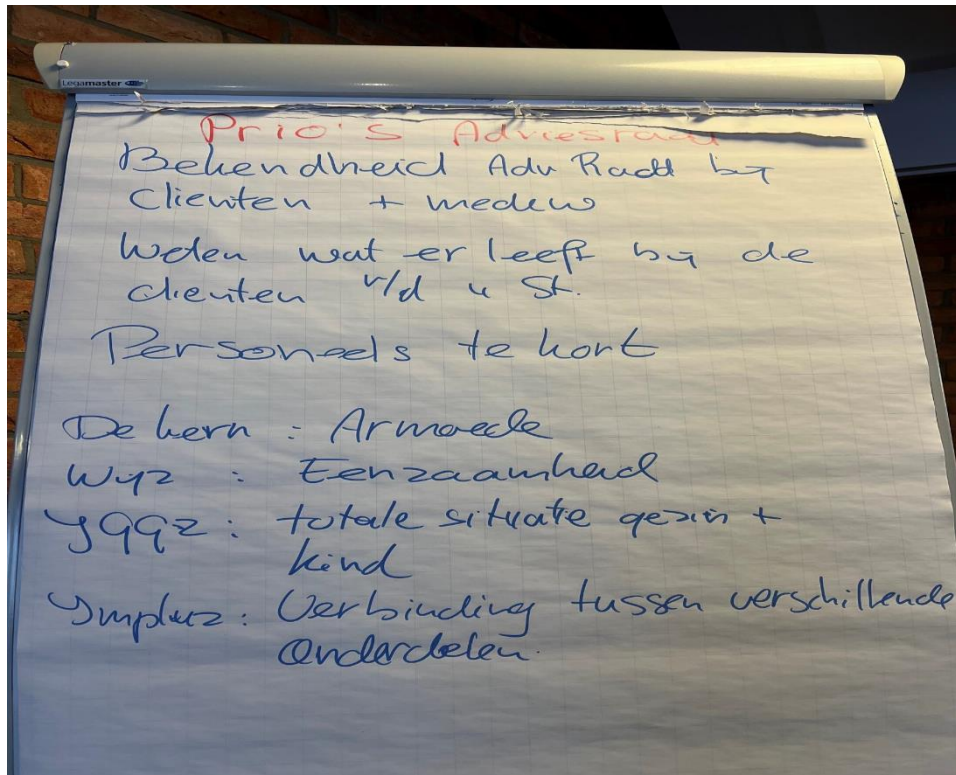 Legamaster
Prio's Adviesraad
Bekendheid Adv Raad bij
Clienten + medew
Weten wat er leeft bij de
clienten v/d 4 St.
Personeels te kort
De kern : Armoede
Wijz : Eenzaamheid
JGGZ : totale situatie gezin +
kind
Impluz : Verbinding tussen verschillende
Onderdelen.